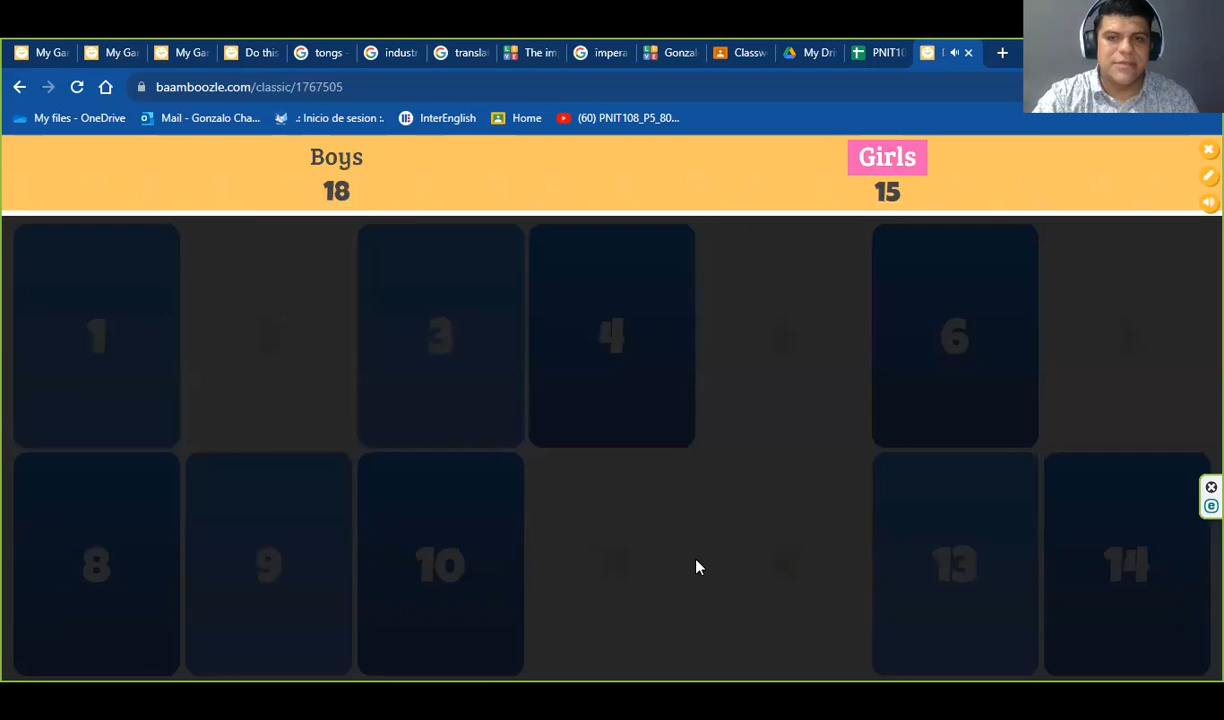 My Ga
My Ga
My Ga
Do this
tongs -
industr
transla
The im
impera
Gonzal
Classw
My Dri
PNIT10
baamboozle.com/classic/1767505
My files - OneDrive
Mail - Gonzalo Cha...
.: Inicio de sesion :.
InterEnglish
Home
(60) PNIT108_P5_80...
Boys
Girls
18
15
1
3
4
6
8
9
10
13
14